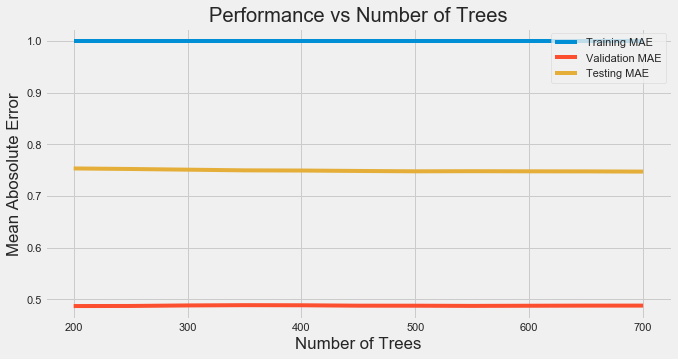 Performance vs Number of Trees
Training MAE
Validation MAE
Testing MAE
Mean Abosolute Error
1.0
0.9
0.8
0.7
0.6
0.5
200
300
400
500
600
700
Number of Trees